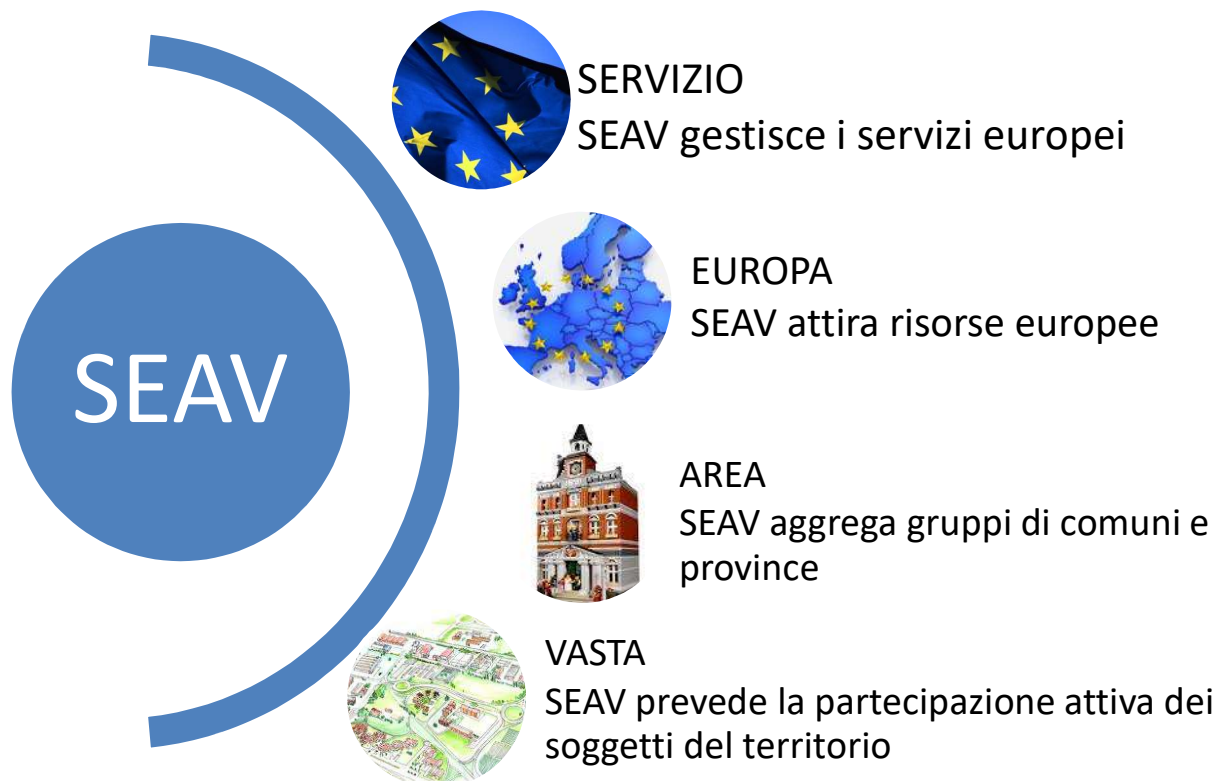 SEAV
SERVIZIO
SEAV gestisce i servizi europei
EUROPA
SEAV attira risorse europee
AREA
SEAV aggrega gruppi di comuni e
province
VASTA
SEAV prevede la partecipazione attiva dei
soggetti del territorio